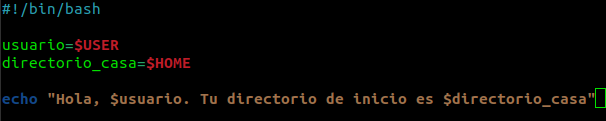 #!/bin/bash
usuario=$USER
directorio_casa=$HOME
echo "Hola, $usuario. Tu directorio de inicio es $directorio_casa"